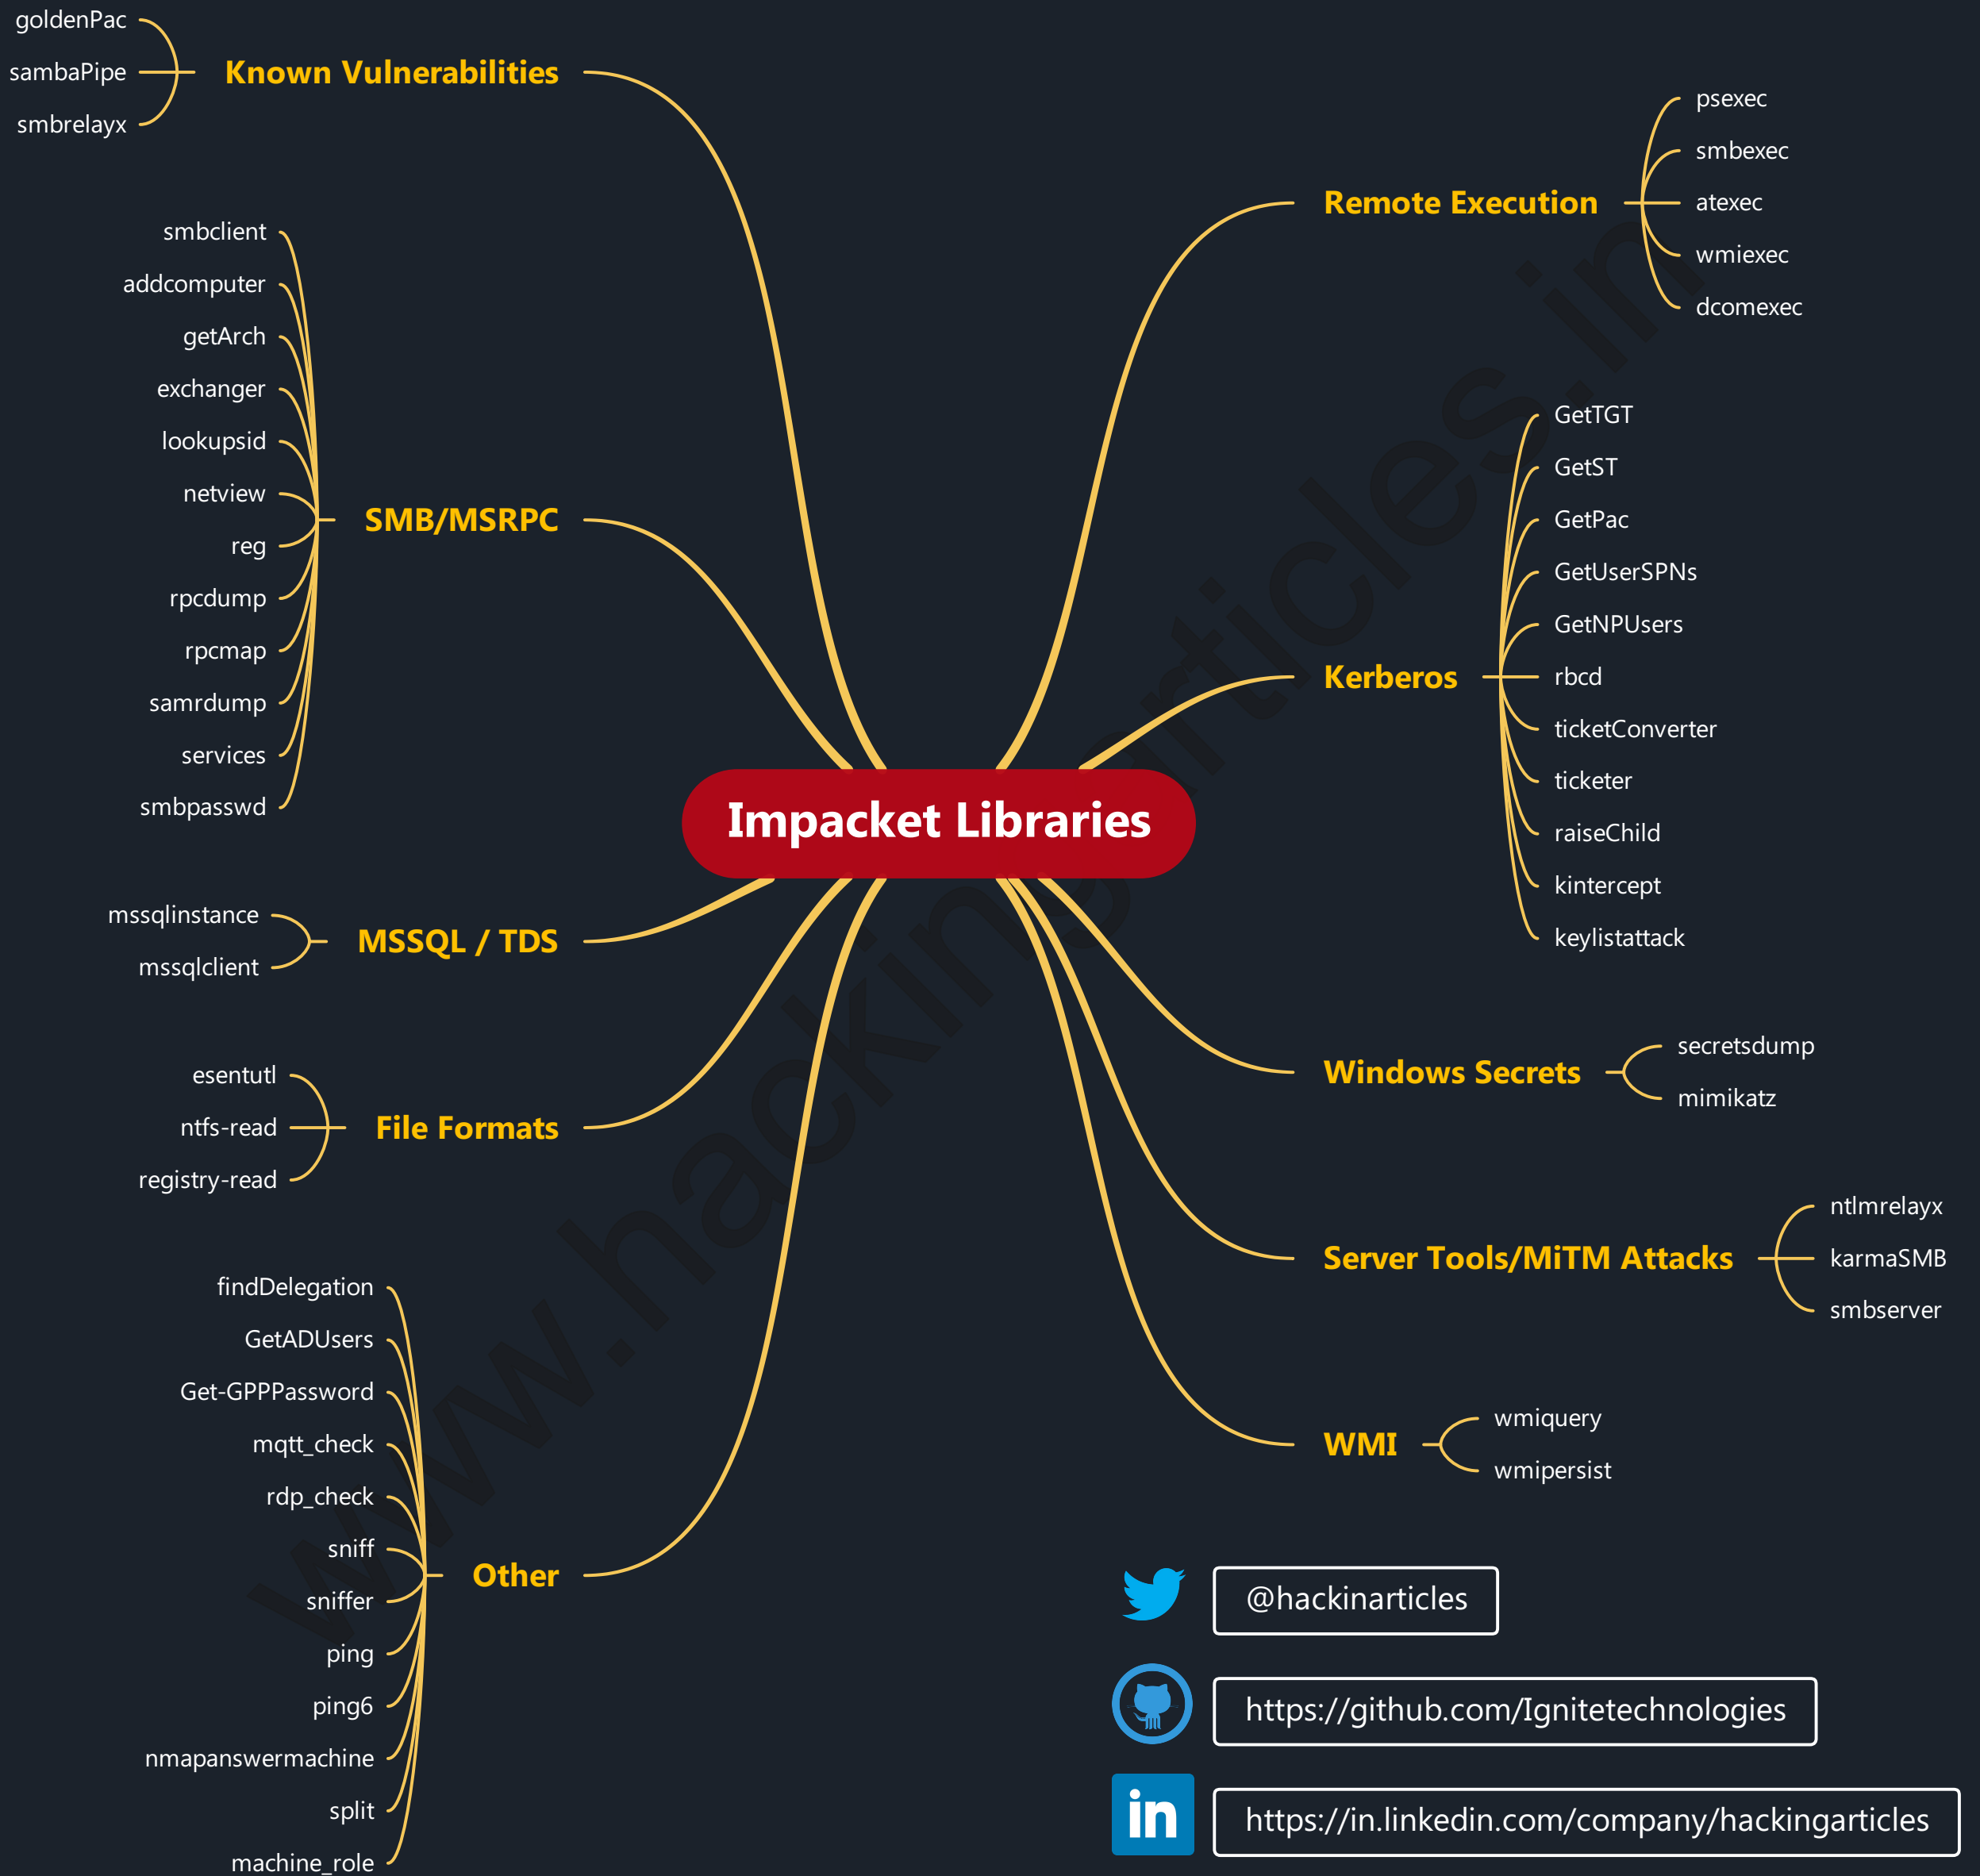 Impacket Libraries
Known Vulnerabilities
goldenPac
sambaPipe
smbrelayx
SMB/MSRPC
smbclient
addcomputer
getArch
exchanger
lookupsid
netview
reg
rpcdump
rpcmap
samrdump
services
smbpasswd
MSSQL / TDS
mssqlinstance
mssqlclient
File Formats
esentutl
ntfs-read
registry-read
Other
findDelegation
GetADUsers
Get-GPPPassword
mqtt_check
rdp_check
sniff
sniffer
ping
ping6
nmapanswermachine
split
machine_role
Remote Execution
psexec
smbexec
atexec
wmiexec
dcomexec
Kerberos
GetTGT
GetST
GetPac
GetUserSPNs
GetNPUsers
rbcd
ticketConverter
ticketer
raiseChild
kintercept
keylistattack
Windows Secrets
secretsdump
mimikatz
Server Tools/MiTM Attacks
ntlmrelayx
karmaSMB
smbserver
WMI
wmiquery
wmipersist
@hackinarticles
https://github.com/Ignitetechnologies
in
https://in.linkedin.com/company/hackingarticles
www.hackingarticles.in